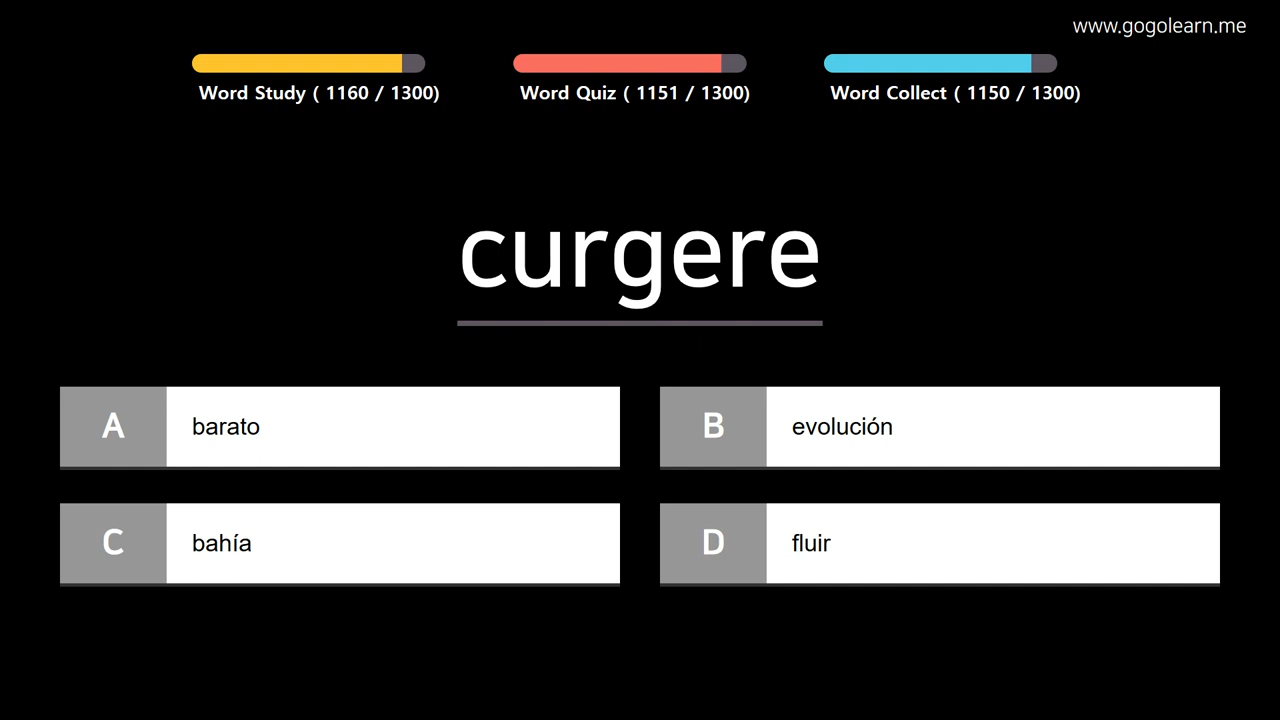 www.gogolearn.me
Word Study ( 1160 / 1300)
Word Quiz ( 1151 / 1300)
Word Collect ( 1150 / 1300)
curgere
A barato
B evolución
C bahía
D fluir